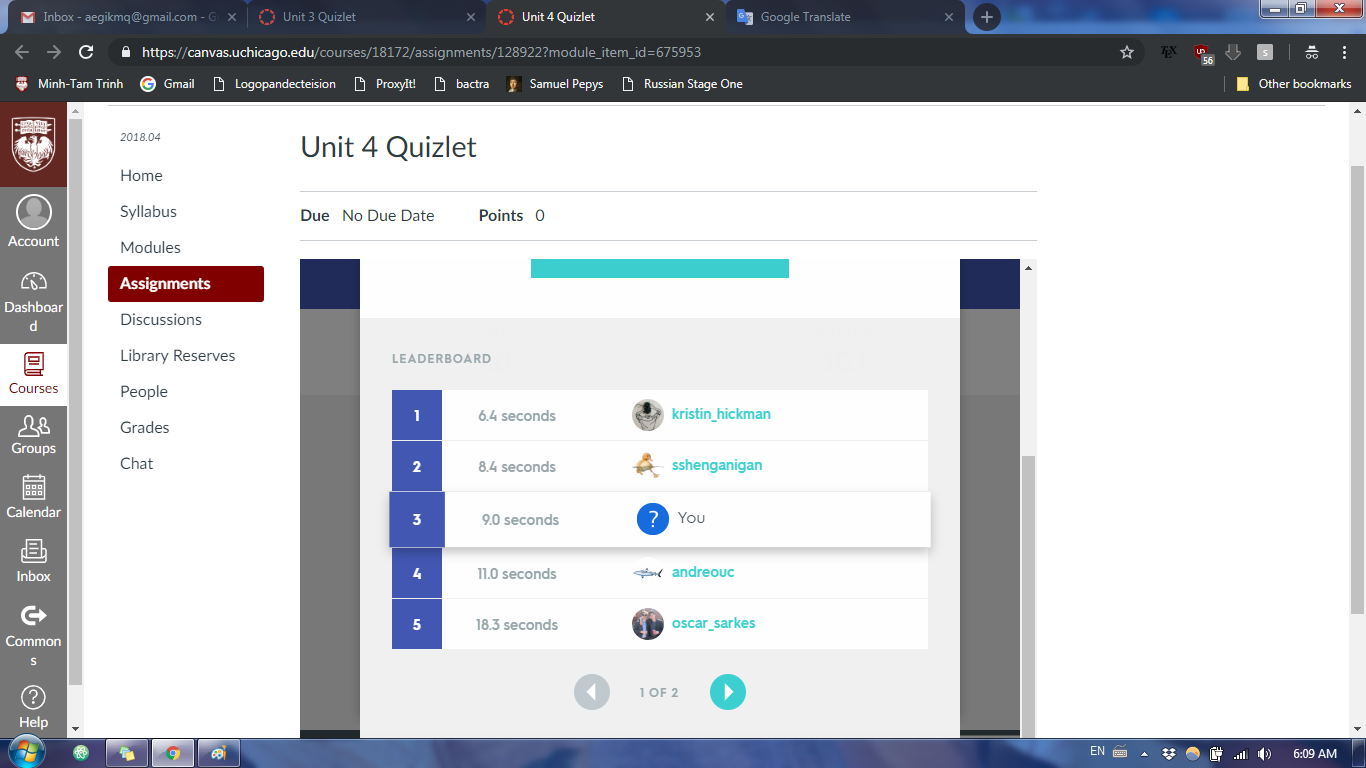 Inbox - aegikmq@gmail.com - G
Unit 3 Quizlet
Unit 4 Quizlet
Google Translate
https://canvas.uchicago.edu/courses/18172/assignments/128922?module_item_id=675953
TEX
un
56
s
Minh-Tam Trinh
Gmail
Logopandecteision
ProxyIt!
bactra
Samuel Pepys
Russian Stage One
Other bookmarks
Account
Dashboar
d
Courses
Groups
Calendar
Inbox
Common
s
Help
2018.04
Home
Syllabus
Modules
Assignments
Discussions
Library Reserves
People
Grades
Chat
Unit 4 Quizlet
Due No Due Date Points 0
LEADERBOARD
1 6.4 seconds kristin_hickman
2 8.4 seconds sshenganigan
3 9.0 seconds ? You
4 11.0 seconds andreouc
5 18.3 seconds oscar_sarkes
1 OF 2
EN
6:09 AM